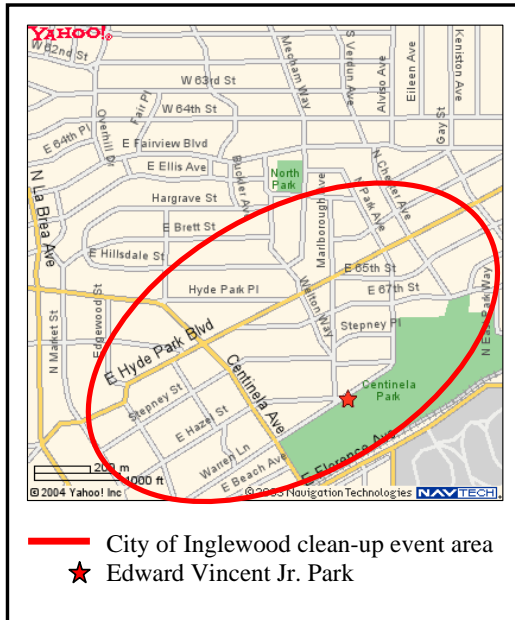 YAHOO!
W 62nd St
Mecham Way
S Verdun Ave
Alviso Ave
Eileen Ave
Keniston Ave
W 63rd St
Overhill Dr
Fair Pl
W 64th St
E 64th Pl
E Fairview Blvd
Gay St
E Ellis Ave
Buckler Ave
North Park
N Chester Ave
N La Brea Ave
Hargrave St
Marlborough Ave
N Park Ave
E Brett St
E Hillsdale St
E 65th St
Hyde Park Pl
E 67th St
Welton Way
N East Park Way
Edgewood St
N Market St
Stepney Pl
E Hyde Park Blvd
Centinela Ave
Stepney St
Centinela Park
E Hazel St
Warren Ln
E Beach Ave
E Florence Ave
200 m
1000 ft
©2004 Yahoo! Inc
©2003 Navigation Technologies NAVTECH.
City of Inglewood clean-up event area
Edward Vincent Jr. Park